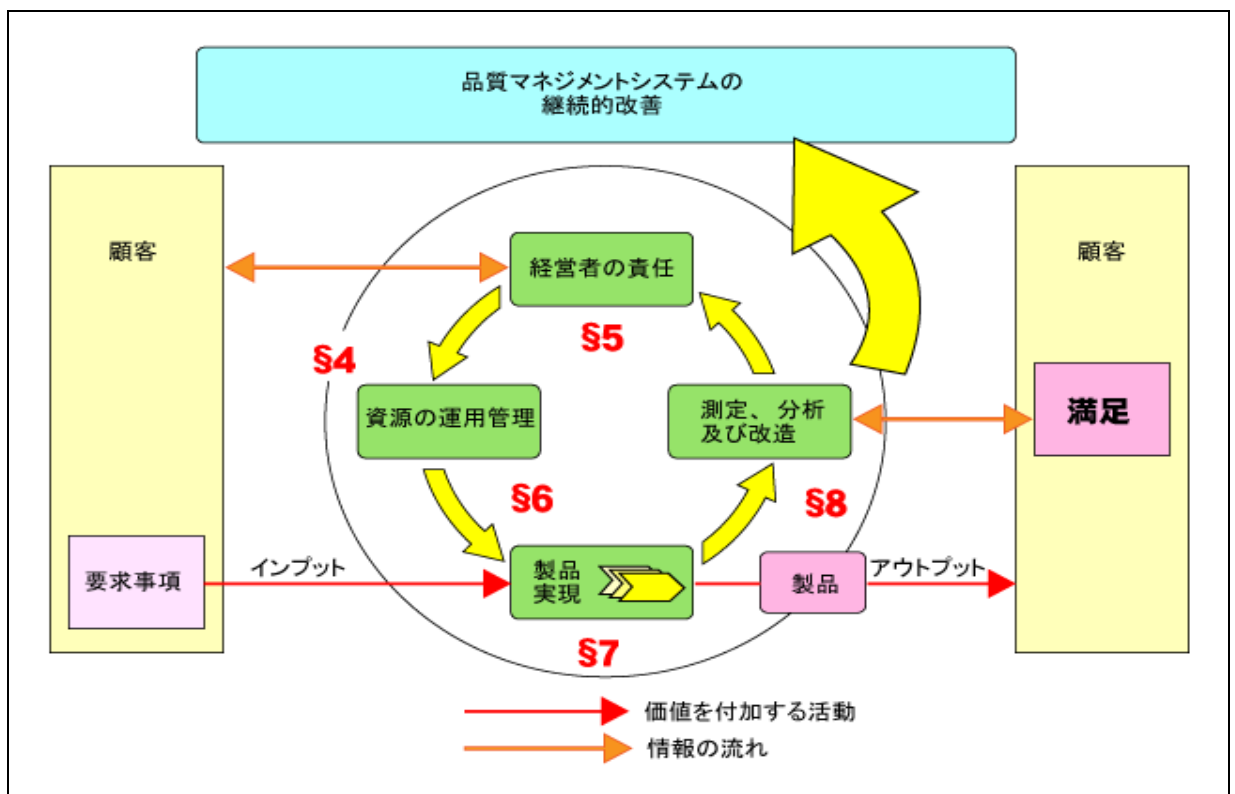 品質マネジメントシステムの
継続的改善
顧客
顧客
経営者の責任
§5
§4
資源の運用管理
測定、分析
及び改造
満足
§6
§8
要求事項
インプット
製品
実現
製品
アウトプット
§7
価値を付加する活動
情報の流れ